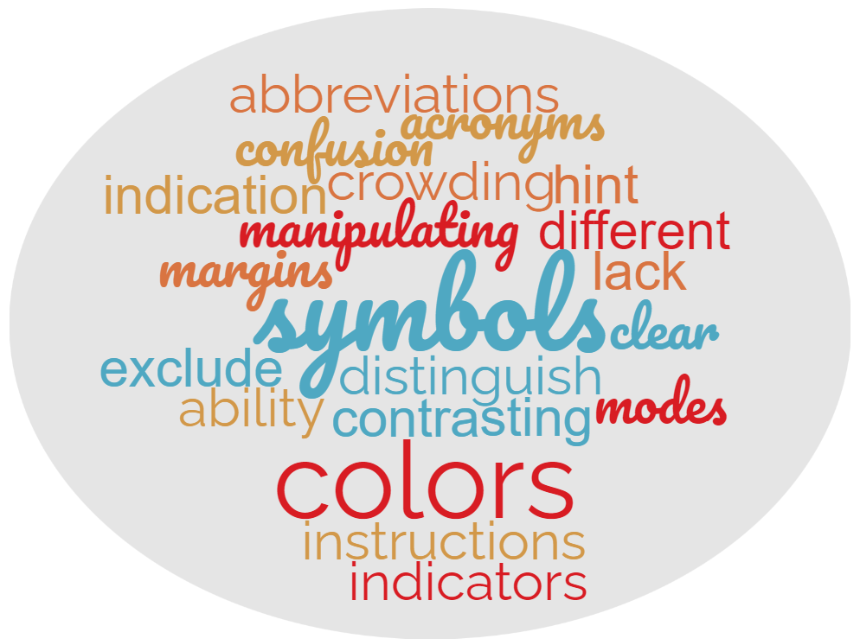 abbreviations
acronyms
confusion
indication crowding hint
manipulating different
margins lack
symbols clear
exclude distinguish
ability contrasting modes
colors
instructions
indicators